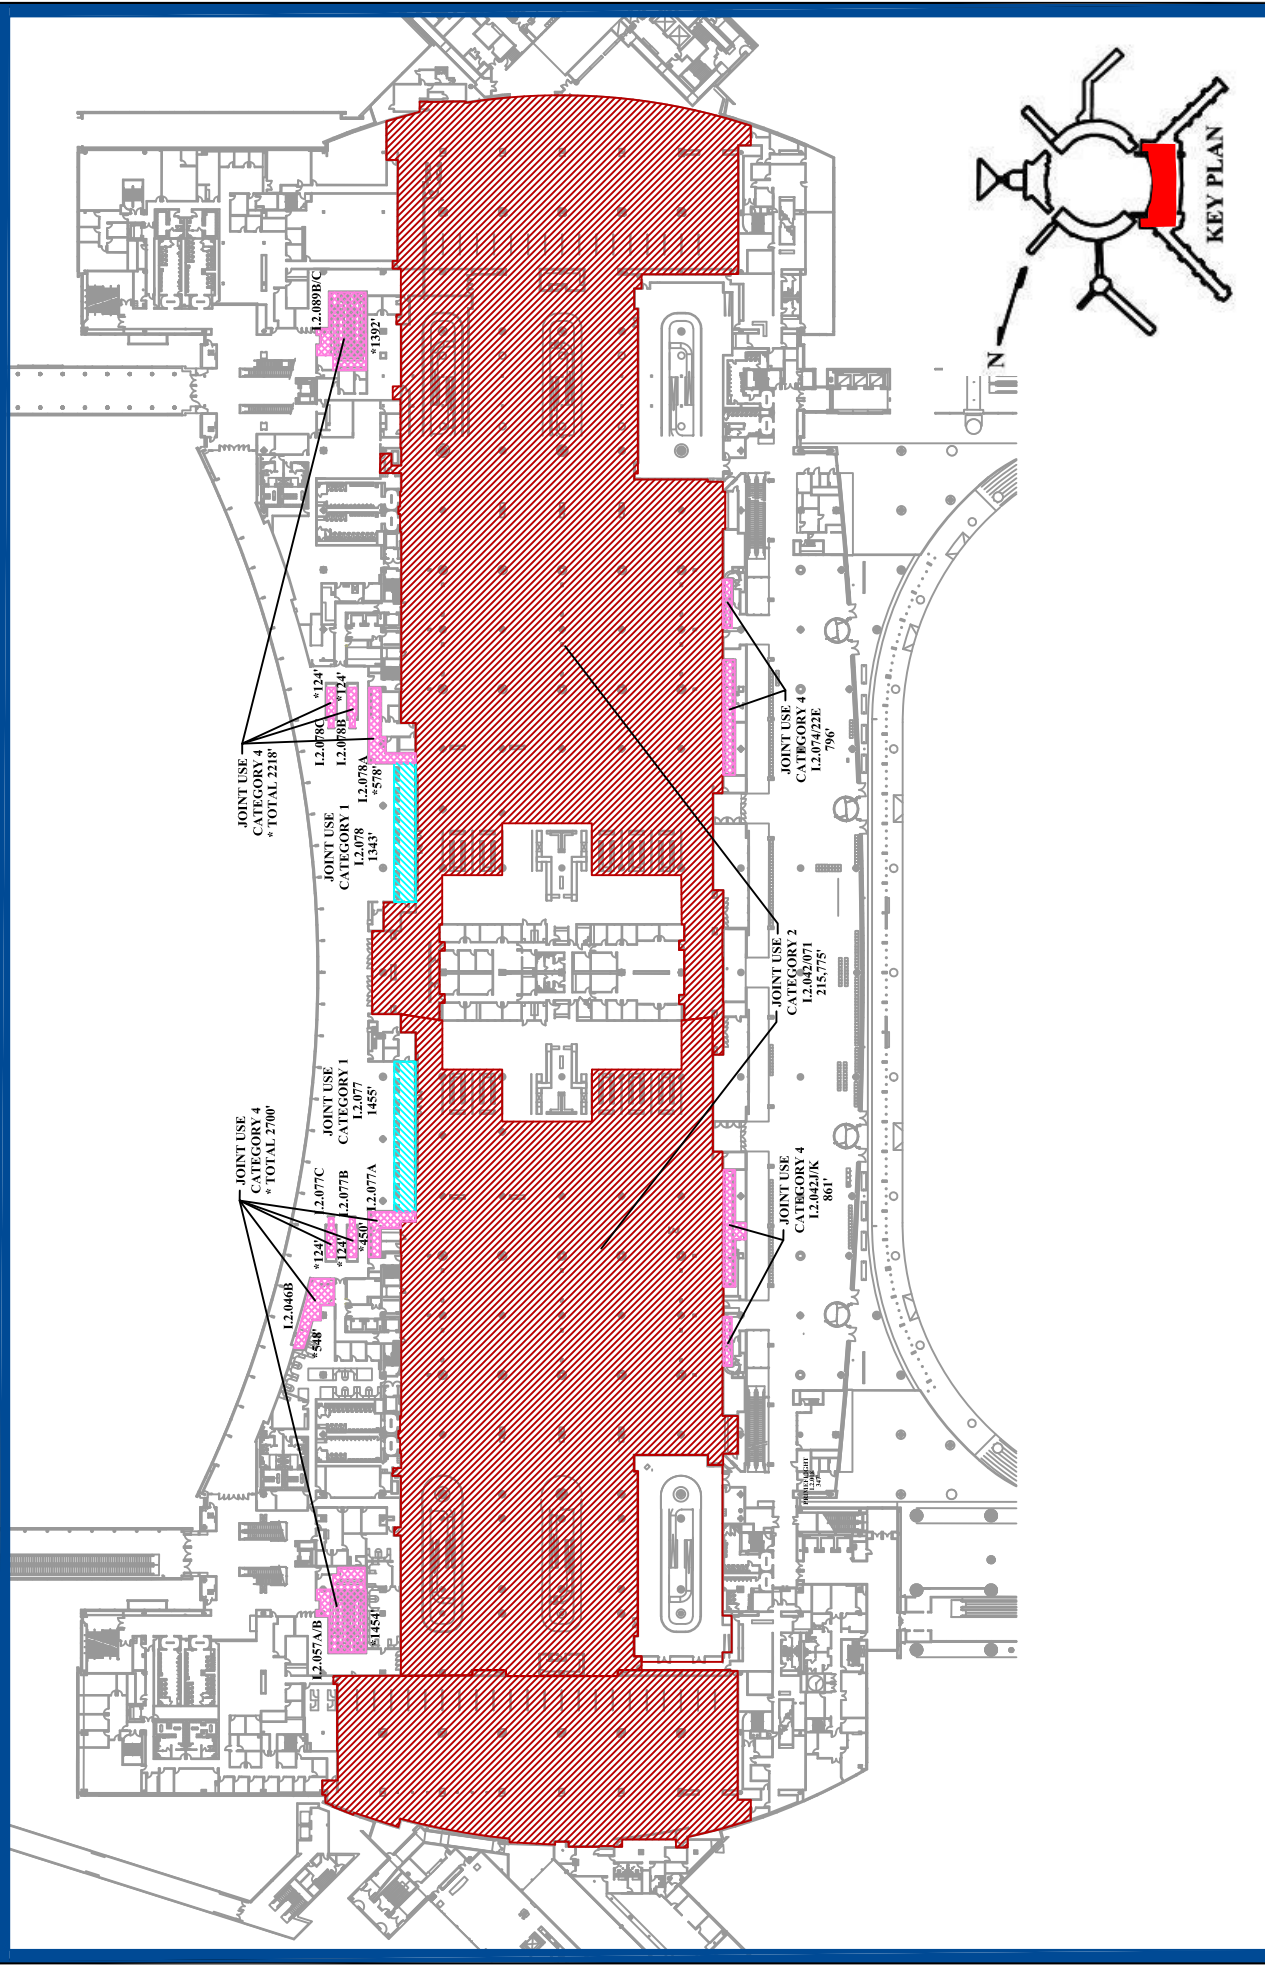 KEY PLAN
N
I.2.089B/C
*1392'
JOINT USE
CATEGORY 4
* TOTAL 2218'
I.2.078C
*124'
I.2.078B
*124'
I.2.078A
*578'
JOINT USE
CATEGORY 1
I.2.078
1343'
JOINT USE
CATEGORY 4
I.2.074/22E
796'
JOINT USE
CATEGORY 2
I.2.042/071
215,775'
JOINT USE
CATEGORY 1
I.2.077
1455'
JOINT USE
CATEGORY 4
* TOTAL 2700'
I.2.077C
*124'
I.2.077B
*124'
I.2.077A
*450'
I.2.046B
*548'
JOINT USE
CATEGORY 4
I.2.042J/K
861'
I.2.057A/B
*1454'